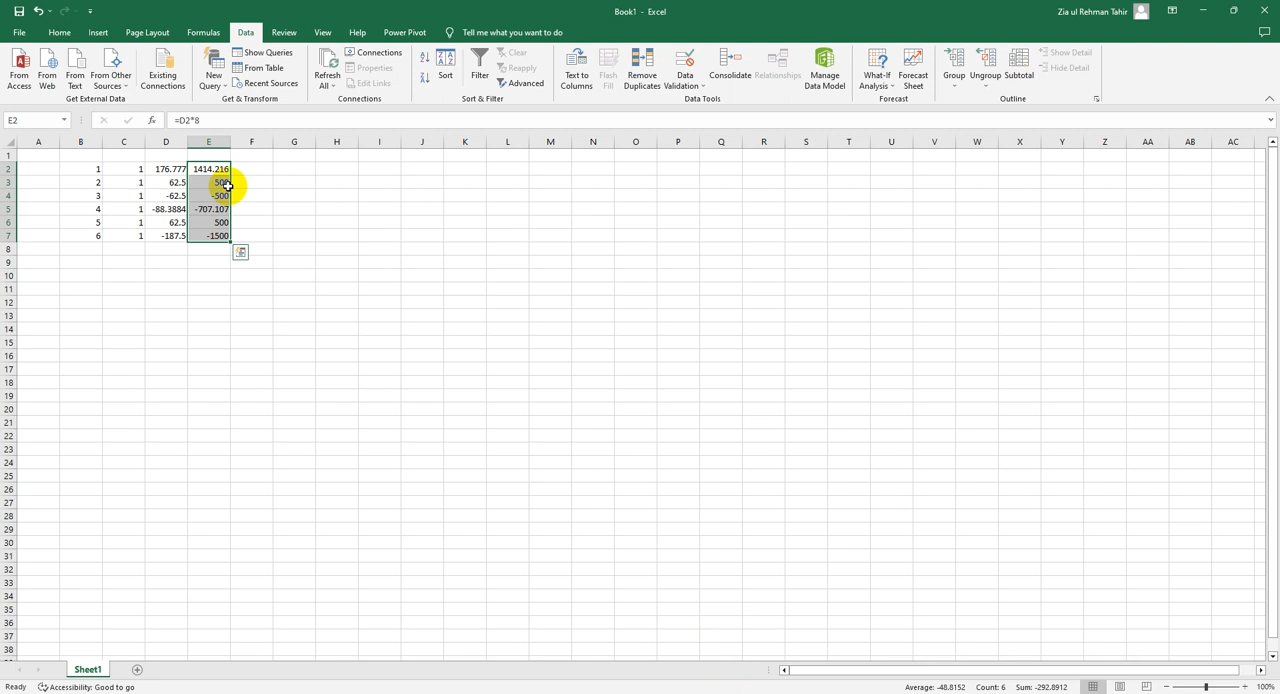 Book1 - Excel
Zia ul Rehman Tahir
File Home Insert Page Layout Formulas Data Review View Help Power Pivot Tell me what you want to do
From Access
From Web
From Text
From Other Sources
Existing Connections
Get External Data
New Query
Show Queries
From Table
Recent Sources
Get & Transform
Refresh All
Connections
Properties
Edit Links
Connections
Sort
Filter
Clear
Reapply
Advanced
Sort & Filter
Text to Columns
Flash Fill
Remove Duplicates
Data Validation
Consolidate
Relationships
Manage Data Model
Data Tools
What-If Analysis
Forecast Sheet
Forecast
Group
Ungroup
Subtotal
Show Detail
Hide Detail
Outline
E2 fx =D2*8
A B C D E F G H I J K L M N O P Q R S T U V W X Y Z AA AB AC
1
2 1 1 176.777 1414.216
3 2 1 62.5 500
4 3 1 -62.5 -500
5 4 1 -88.3884 -707.107
6 5 1 62.5 500
7 6 1 -187.5 -1500
8
9
10
11
12
13
14
15
16
17
18
19
20
21
22
23
24
25
26
27
28
29
30
31
32
33
34
35
36
37
38
Sheet1
Ready Accessibility: Good to go Average: -48.8152 Count: 6 Sum: -292.8912 100%